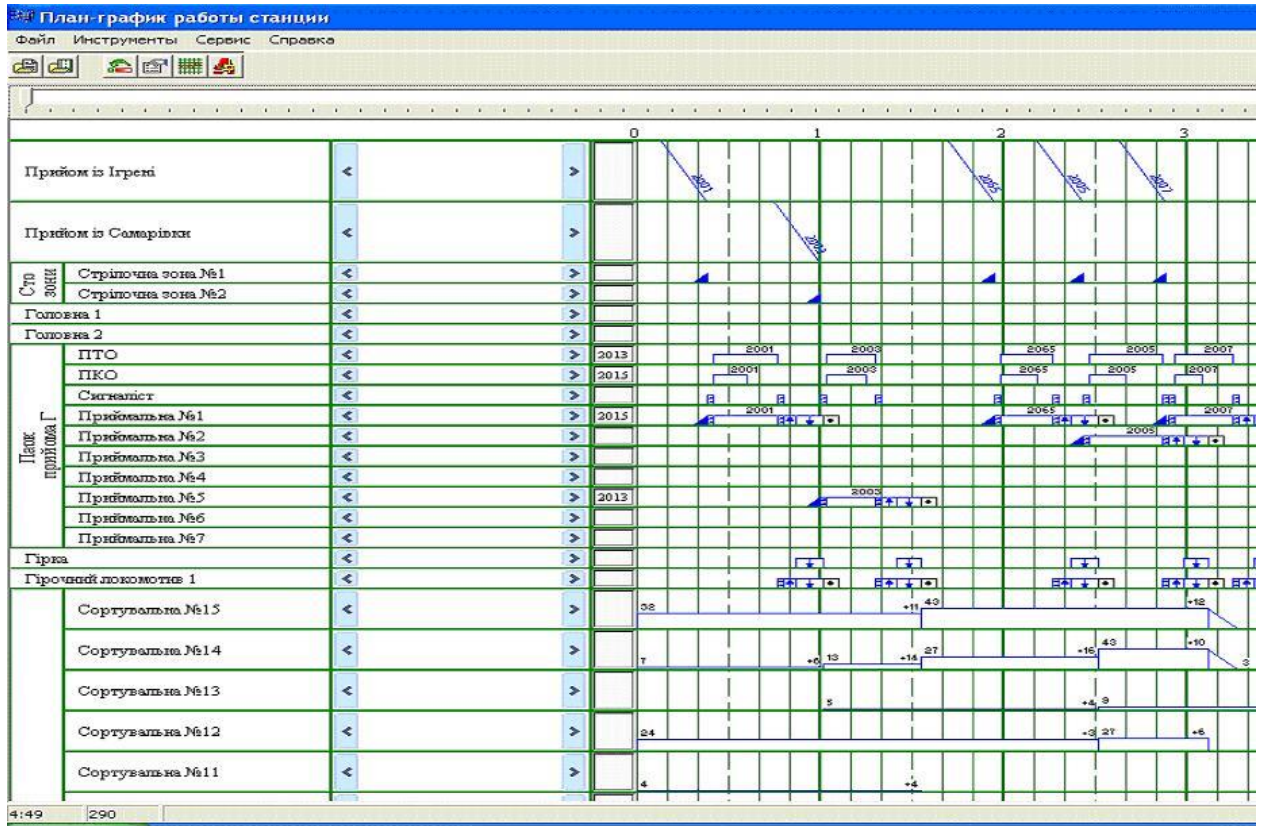 План-график работы станции
Файл Инструменты Сервис Справка
0 1 2 3
Прийом із Ігрені < > 2001 2065 2005 2007
Прийом із Самарівки < >
Сто зони
Стрілочна зона №1 < >
Стрілочна зона №2 < >
Головна 1 < >
Головна 2 < >
Парк прийома Г
ПТО < > 2013 2001 2003 2065 2005 2007
ПКО < > 2015 2001 2003 2065 2005 2007
Сигналіст < >
Приймальна №1 < > 2015 2001 2065 2007
Приймальна №2 < > 2005
Приймальна №3 < >
Приймальна №4 < >
Приймальна №5 < > 2013 2003
Приймальна №6 < >
Приймальна №7 < >
Гірка < >
Гірочний локомотив 1 < >
Сортувальна №15 < > +11 43 +12
Сортувальна №14 < > 7 +6 13 +14 27 +16 43 +10 3
Сортувальна №13 < > 5 +4 9
Сортувальна №12 < > 24 +3 27 +6
Сортувальна №11 < > 4 +4
4:49 290